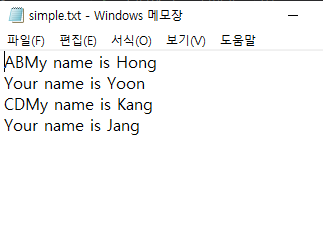 simple.txt - Windows 메모장
파일(F) 편집(E) 서식(O) 보기(V) 도움말
ABMy name is Hong
Your name is Yoon
CDMy name is Kang
Your name is Jang